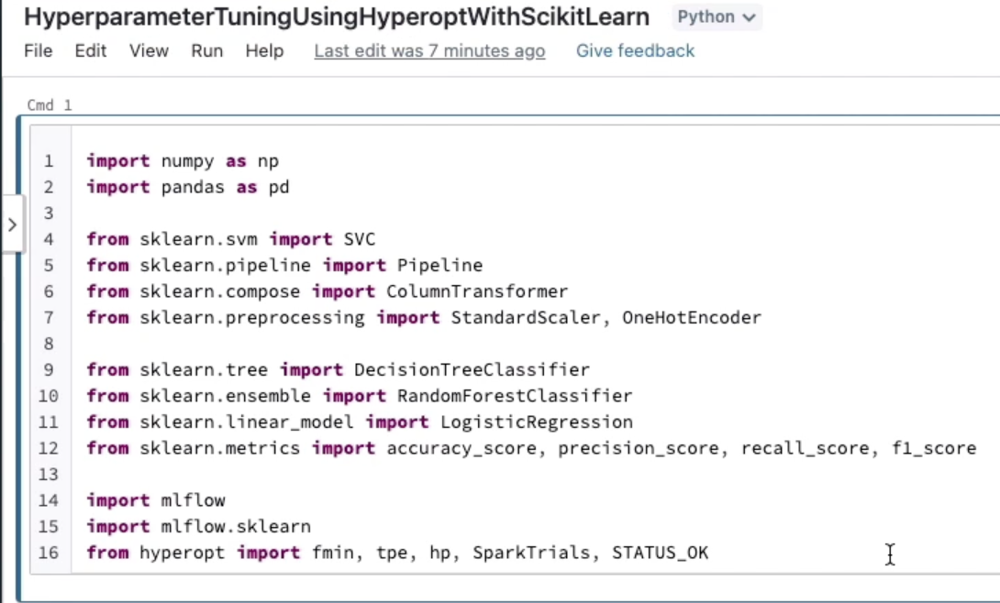 HyperparameterTuningUsingHyperoptWithScikitLearn Python
File Edit View Run Help Last edit was 7 minutes ago Give feedback
Cmd 1
1 import numpy as np
2 import pandas as pd
3
4 from sklearn.svm import SVC
5 from sklearn.pipeline import Pipeline
6 from sklearn.compose import ColumnTransformer
7 from sklearn.preprocessing import StandardScaler, OneHotEncoder
8
9 from sklearn.tree import DecisionTreeClassifier
10 from sklearn.ensemble import RandomForestClassifier
11 from sklearn.linear_model import LogisticRegression
12 from sklearn.metrics import accuracy_score, precision_score, recall_score, f1_score
13
14 import mlflow
15 import mlflow.sklearn
16 from hyperopt import fmin, tpe, hp, SparkTrials, STATUS_OK